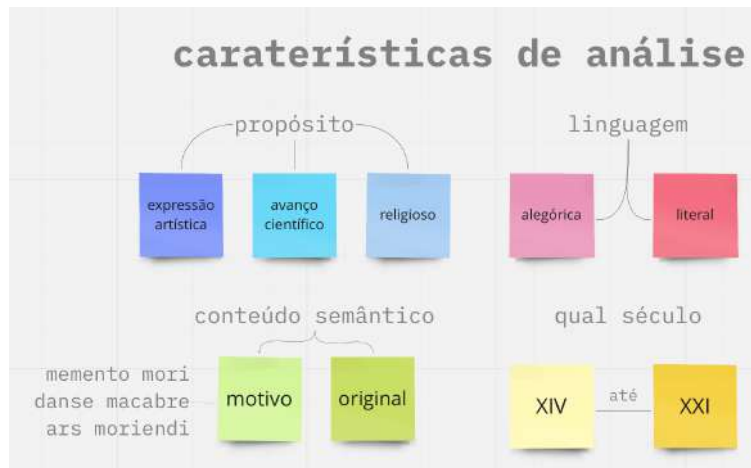 caraterísticas de análise
propósito
expressão
artística
avanço
científico
religioso
linguagem
alegórica
literal
conteúdo semântico
memento mori
danse macabre
ars moriendi
motivo
original
qual século
XIV
até
XXI